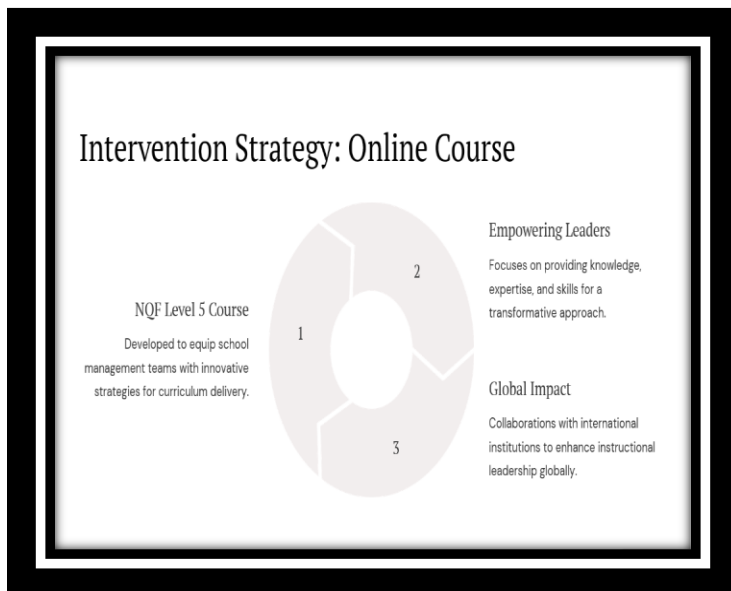 Intervention Strategy: Online Course
NQF Level 5 Course
Developed to equip school
management teams with innovative
strategies for curriculum delivery.
1
2
Empowering Leaders
Focuses on providing knowledge,
expertise, and skills for a
transformative approach.
3
Global Impact
Collaborations with international
institutions to enhance instructional
leadership globally.